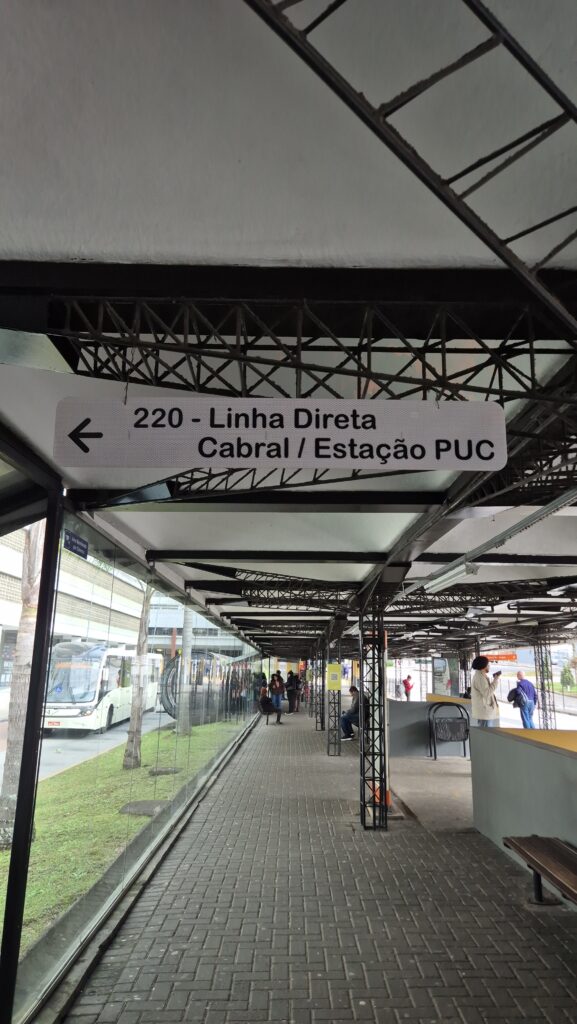 220 - Linha Direta
Cabral / Estação PUC